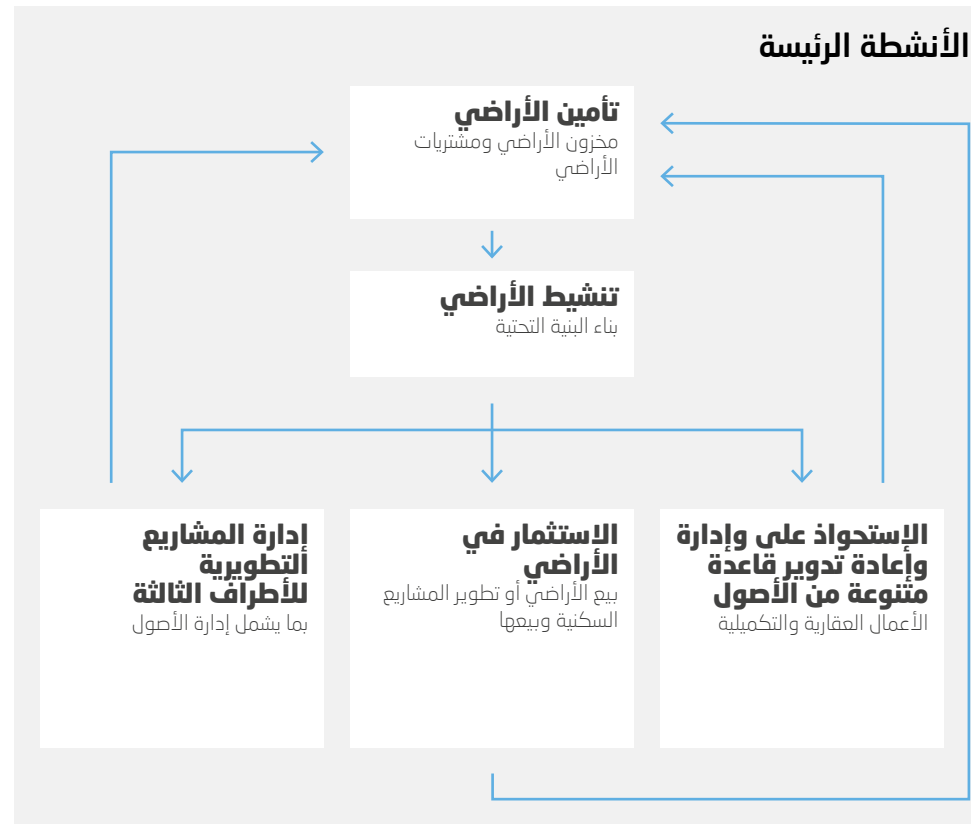 الأنشطة الرئيسة
تأمين الأراضي
مخزون الأراضي ومشتريات
الأراضي
تنشيط الأراضي
بناء البنية التحتية
الإستحواذ على وإدارة
وإعادة تدوير قاعدة
متنوعة من الأصول
الأعمال العقارية والتكميلية
الاستثمار في
الأراضي
بيع الأراضي أو تطوير المشاريع
السكنية وبيعها
إدارة المشاريع
التطويرية
للأطراف الثالثة
بما يشمل إدارة الأصول